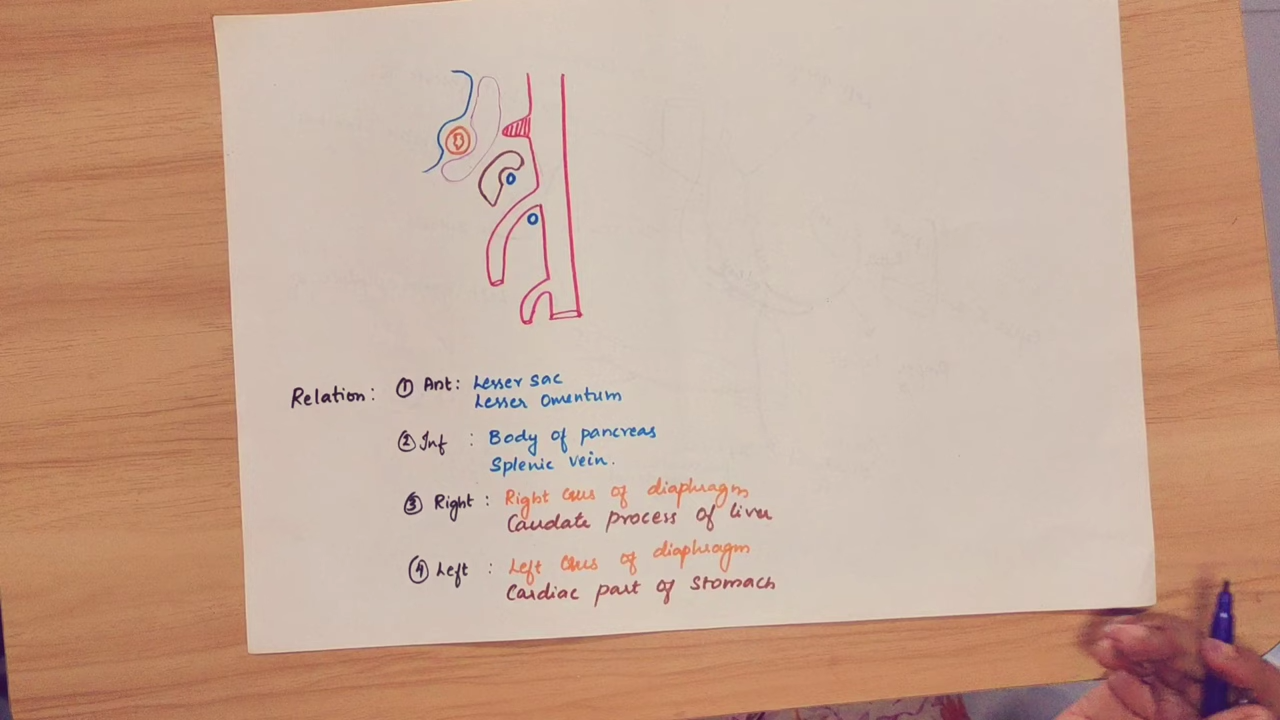 Relation: ① Ant: Lesser sac
Lesser Omentum
② Inf : Body of pancreas
Splenic vein.
③ Right : Right Crus of diaphragm
Caudate process of liver
④ Left : Left Crus of diaphragm
Cardiac part of Stomach